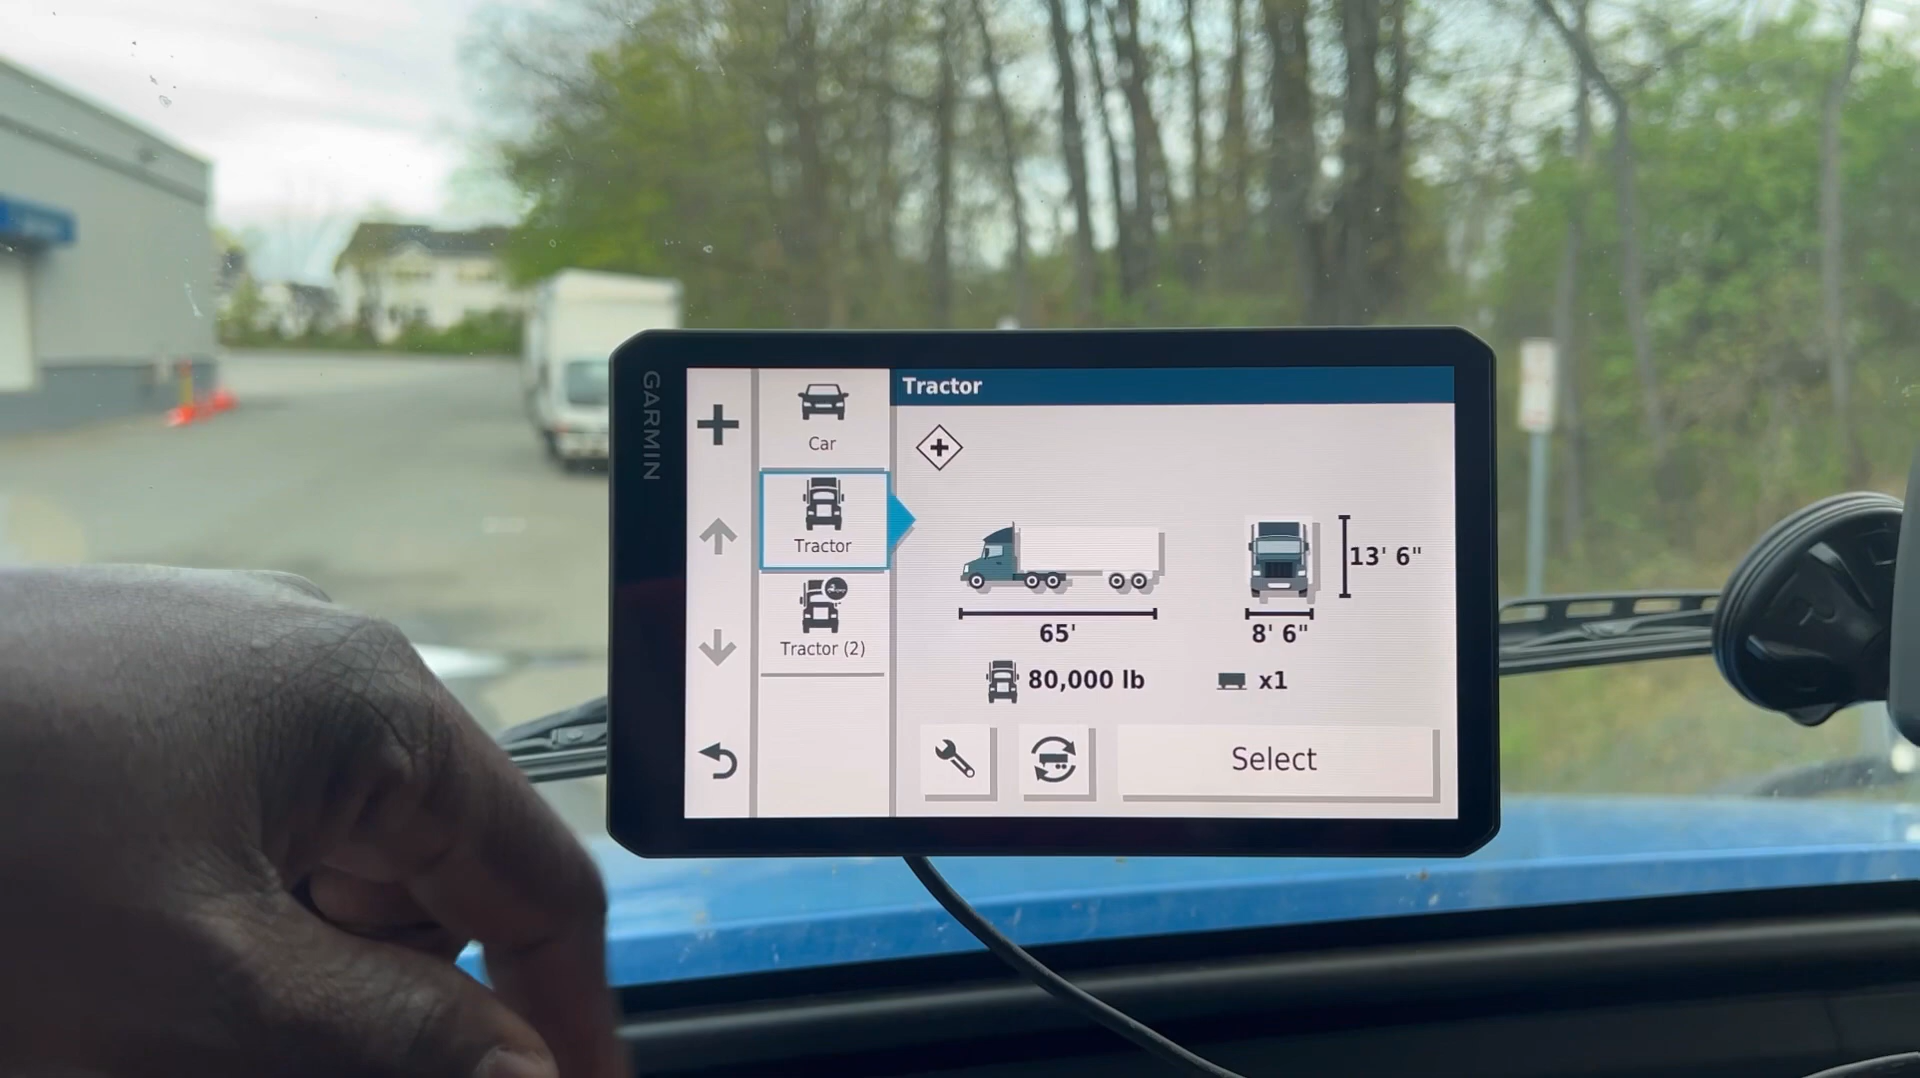 GARMIN
Car
Tractor
Tractor (2)
Tractor
65'
13' 6"
8' 6"
80,000 lb
x1
Select